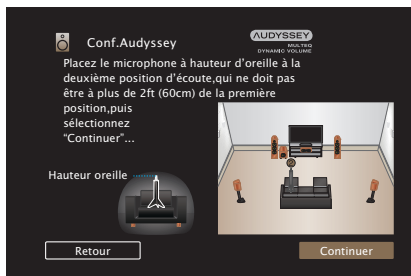 Conf.Audyssey
AUDYSSEY
MULTEQ
DYNAMIC VOLUME
Placez le microphone à hauteur d'oreille à la
deuxième position d'écoute,qui ne doit pas
être à plus de 2ft (60cm) de la première
position,puis
sélectionnez
“Continuer”...
Hauteur oreille
Retour
Continuer